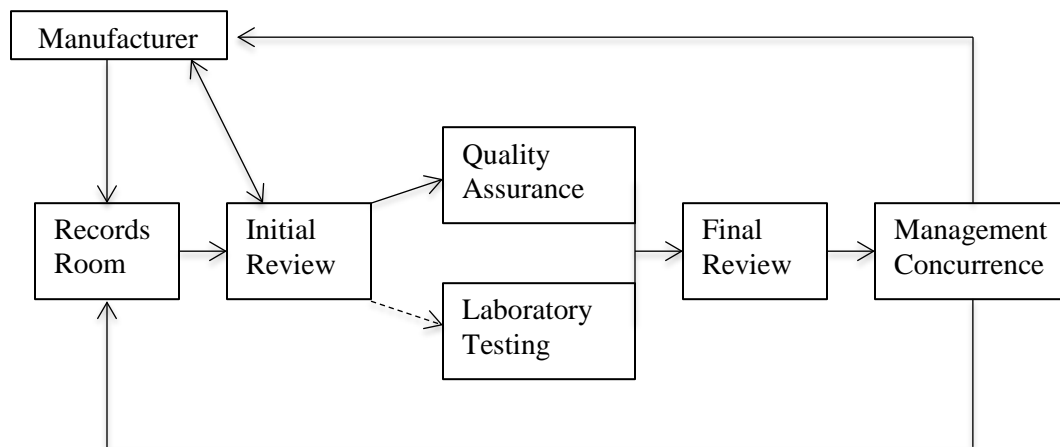 Manufacturer
Quality
Assurance
Records
Room
Initial
Review
Final
Review
Management
Concurrence
Laboratory
Testing